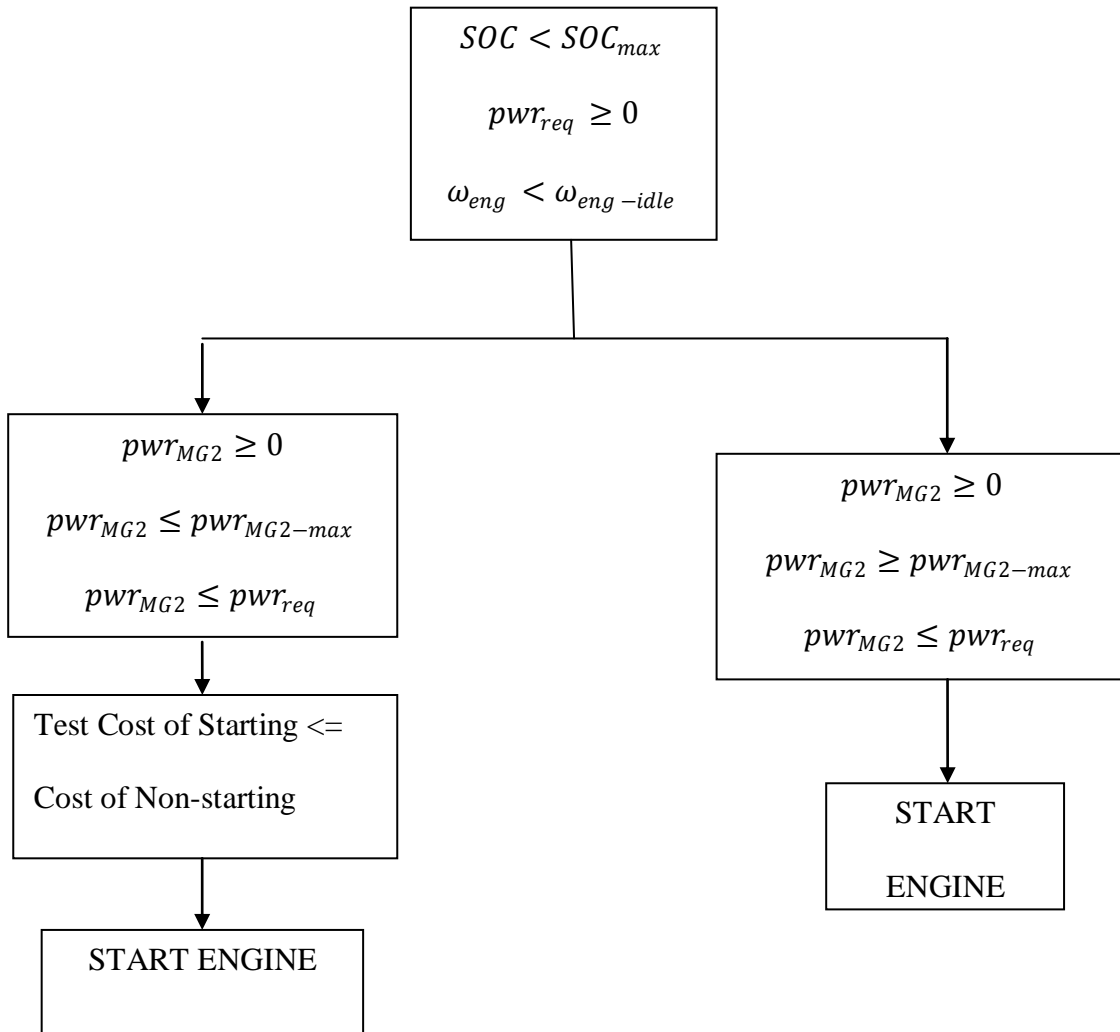 SOC < SOC_max
pwr_req ≥ 0
ω_eng < ω_eng−idle
pwr_MG2 ≥ 0
pwr_MG2 ≤ pwr_MG2−max
pwr_MG2 ≤ pwr_req
Test Cost of Starting <=
Cost of Non-starting
START ENGINE
pwr_MG2 ≥ 0
pwr_MG2 ≥ pwr_MG2−max
pwr_MG2 ≤ pwr_req
START
ENGINE